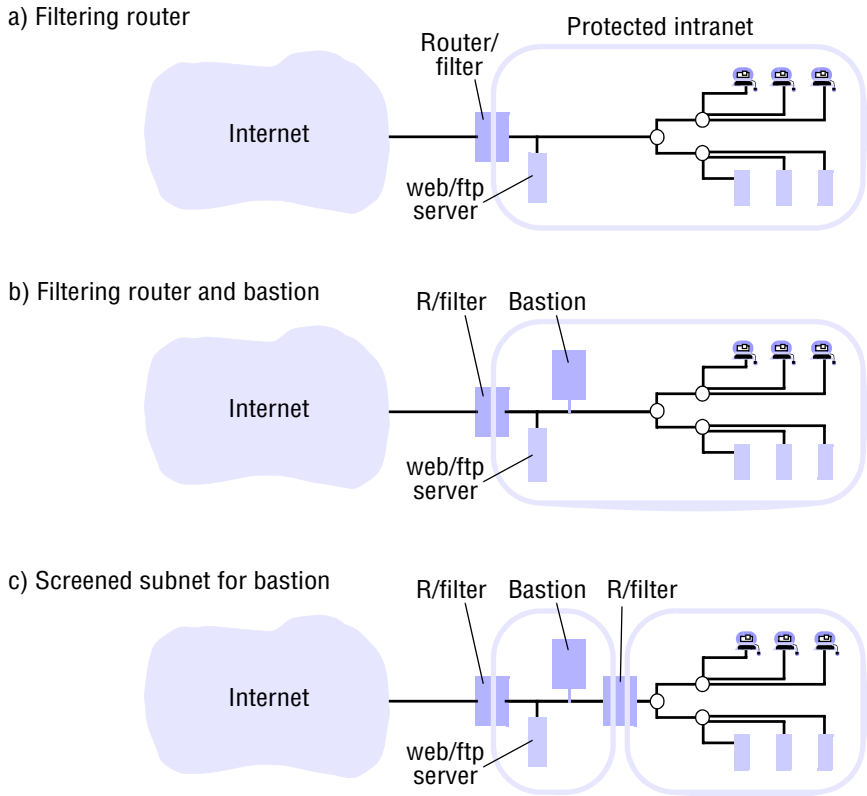 a) Filtering router
Protected intranet
Router/
filter
Internet
web/ftp
server
b) Filtering router and bastion
R/filter
Bastion
Internet
web/ftp
server
c) Screened subnet for bastion
R/filter
Bastion
R/filter
Internet
web/ftp
server